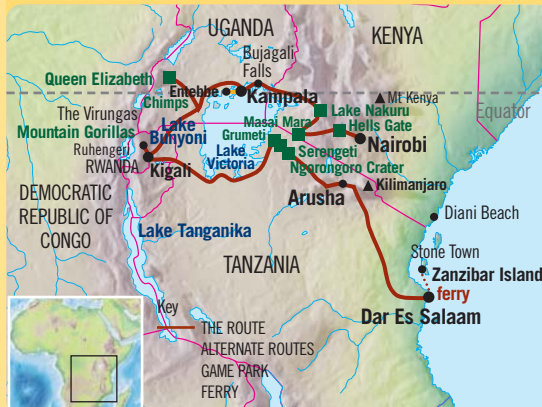 UGANDA
KENYA
Bujagali
Falls
Queen Elizabeth
Entebbe
Chimps
Kampala
Mt Kenya
Lake Nakuru
Equator
The Virungas
Mountain Gorillas
Lake
Bunyoni
Masai Mara
Hells Gate
Grumeti
Ruhengeri
Nairobi
RWANDA
Kigali
Lake
Victoria
Serengeti
Ngorongoro Crater
DEMOCRATIC
REPUBLIC OF
CONGO
Arusha
Kilimanjaro
Diani Beach
Lake Tanganika
Stone Town
TANZANIA
Zanzibar Island
ferry
Dar Es Salaam
Key
THE ROUTE
ALTERNATE ROUTES
GAME PARK
FERRY